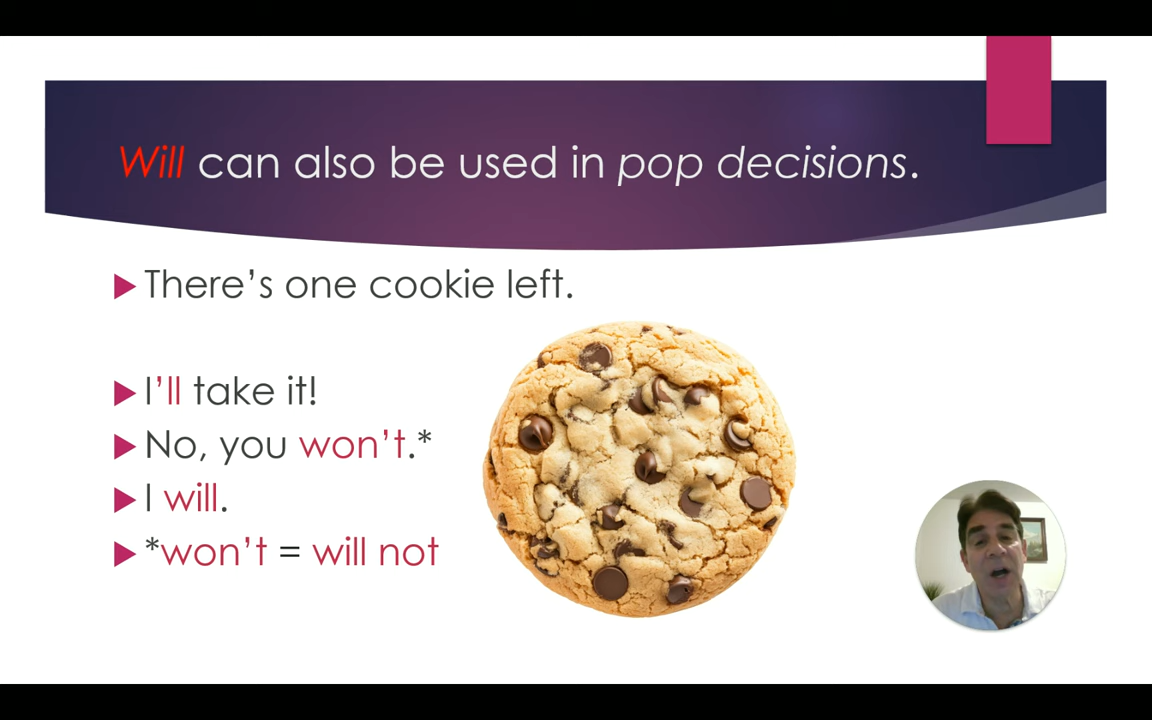 Will can also be used in pop decisions.
There’s one cookie left.
I’ll take it!
No, you won’t.*
I will.
*won’t = will not